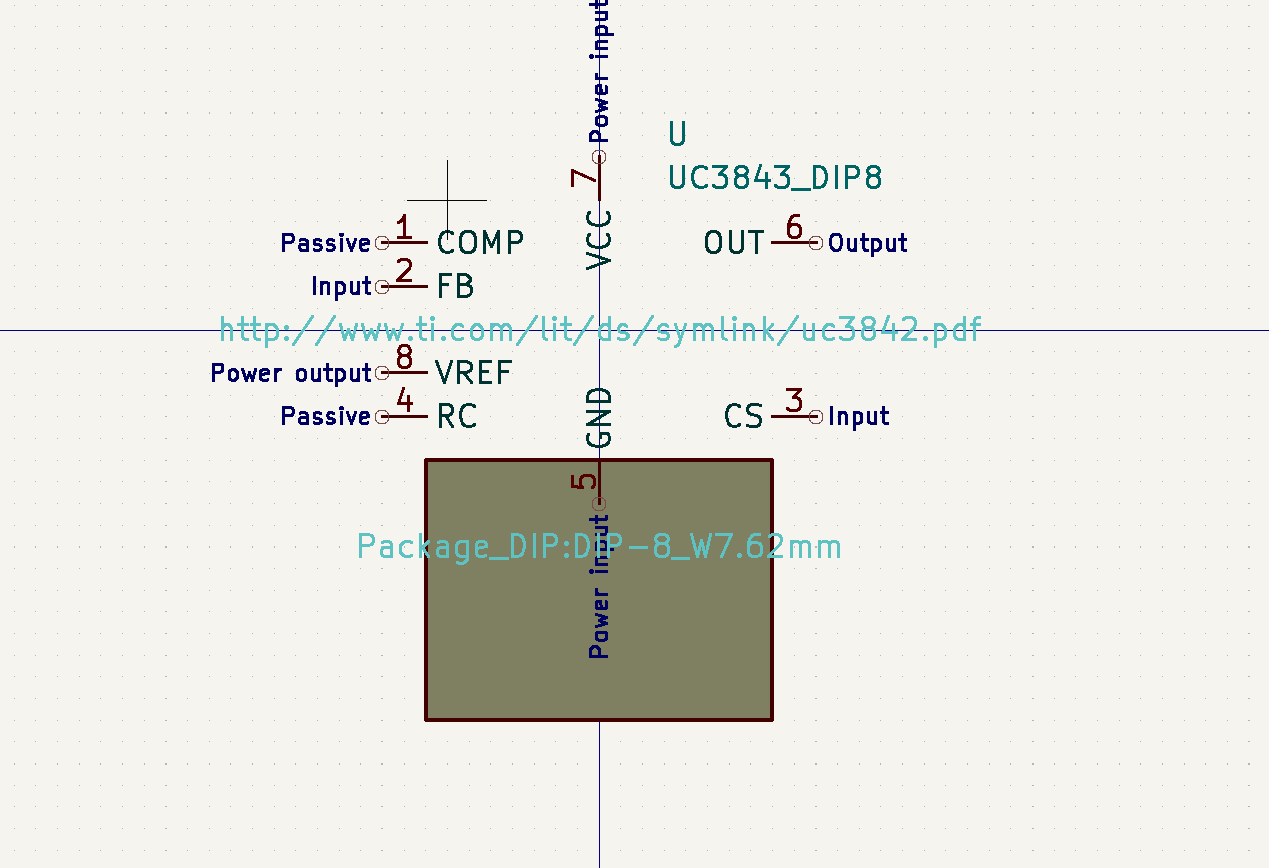 Power input
U
7
UC3843_DIP8
VCC
1
Passive
COMP
OUT
6
Output
2
Input
FB
http://www.ti.com/lit/ds/symlink/uc3842.pdf
8
Power output
VREF
4
Passive
RC
GND
CS
3
Input
5
Package_DIP:DIP-8_W7.62mm
Power input